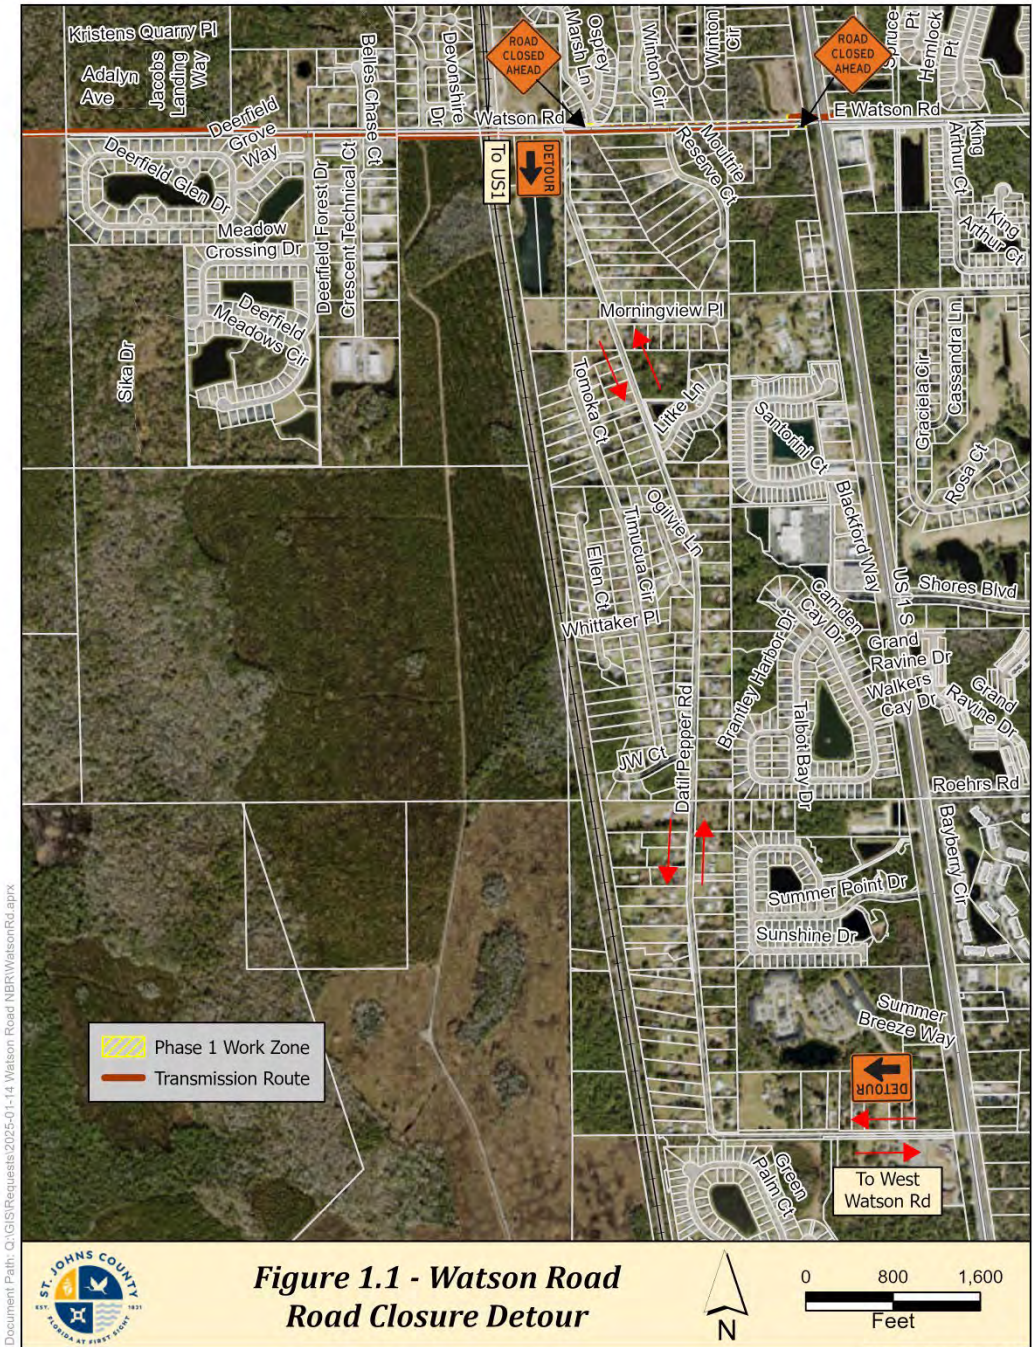 Kristens Quarry Pl
Adalyn
Ave
Jacobs
Landing
Way
Belles Chase Ct
Devonshire
Dr
ROAD
CLOSED
AHEAD
Osprey
Marsh Ln
Winton Cir
Winton
Cir
ROAD
CLOSED
AHEAD
Spruce
Pt
Hemlock
Pt
Watson Rd
E Watson Rd
Deerfield
Grove
Way
Deerfield Glen Dr
Meadow
Crossing Dr
Deerfield Forest Dr
Crescent Technical Ct
To US1
DETOUR
Moultrie
Reserve Ct
King
Arthur Ct
King
Arthur Ct
Deerfield
Meadows Cir
Sika Dr
Morningview Pl
Tomoka Ct
Litke Ln
Santorini Ct
Graciela Cir
Cassandra Ln
Rosa Ct
Blackford Way
Ogilvie Ln
Timucua Cir
Ellen Ct
Whittaker Pl
US 1 S
Shores Blvd
Camden
Cay Dr
Grand
Ravine Dr
Walkers
Cay Dr
Grand
Ravine Dr
Brantley Harbor Dr
Talbot Bay Dr
JW Ct
Datil Pepper Rd
Roehrs Rd
Bayberry Cir
Summer Point Dr
Sunshine Dr
Summer
Breeze Way
DETOUR
Green
Palm Ct
To West
Watson Rd
Phase 1 Work Zone
Transmission Route
Document Path: Q:\GIS\Requests\2025-01-14 Watson Road NBR\WatsonRd.aprx
ST. JOHNS COUNTY
EST. 1821
FLORIDA AT FIRST SIGHT
Figure 1.1 - Watson Road
Road Closure Detour
N
0 800 1,600
Feet